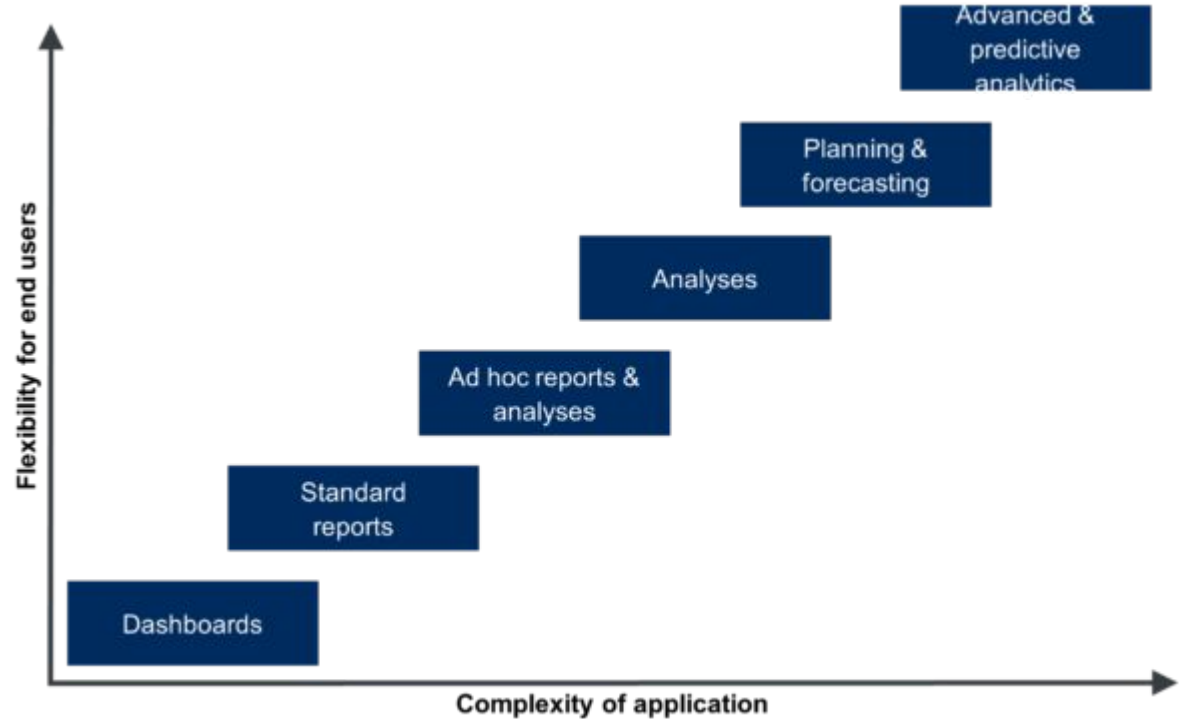 Advanced &
predictive
analytics
Planning &
forecasting
Analyses
Ad hoc reports &
analyses
Standard
reports
Dashboards
Flexibility for end users
Complexity of application